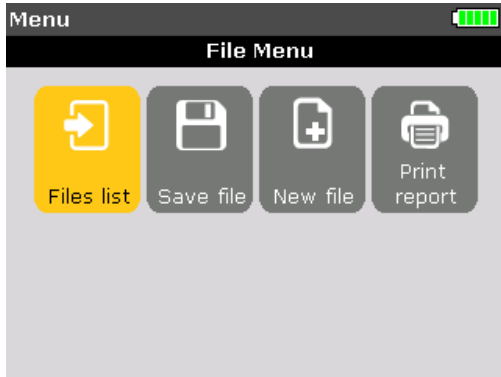 Menu
File Menu
Files list
Save file
New file
Print
report